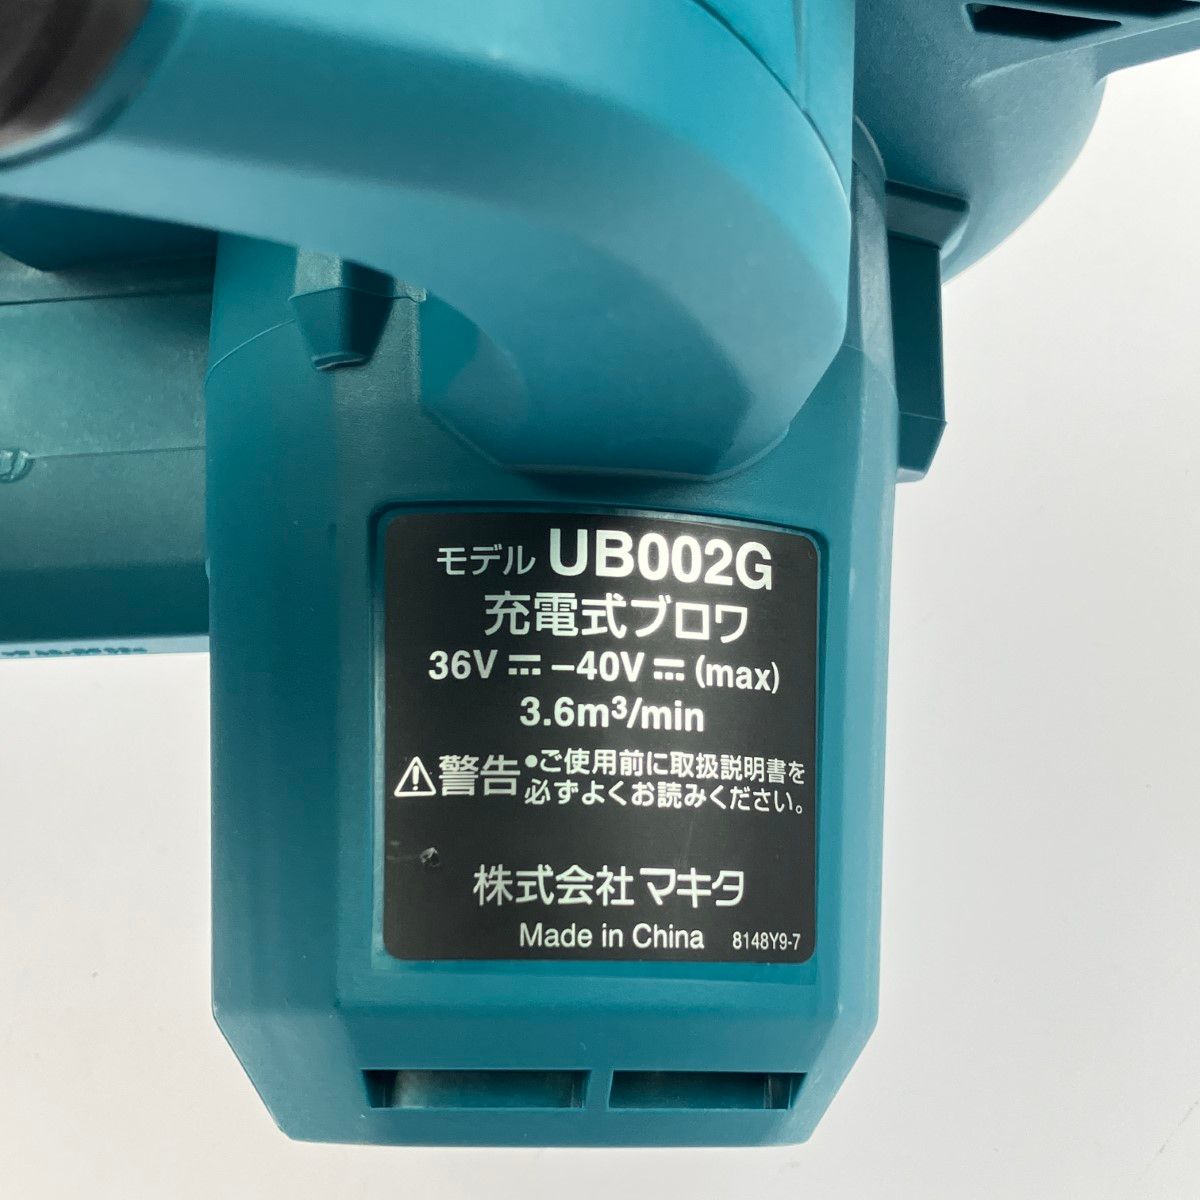 モデル UB002G
充電式ブロワ
36V ⎓ –40V ⎓ (max)
3.6m³/min
⚠警告 •ご使用前に取扱説明書を
必ずよくお読みください。
株式会社マキタ
Made in China 8148Y9-7